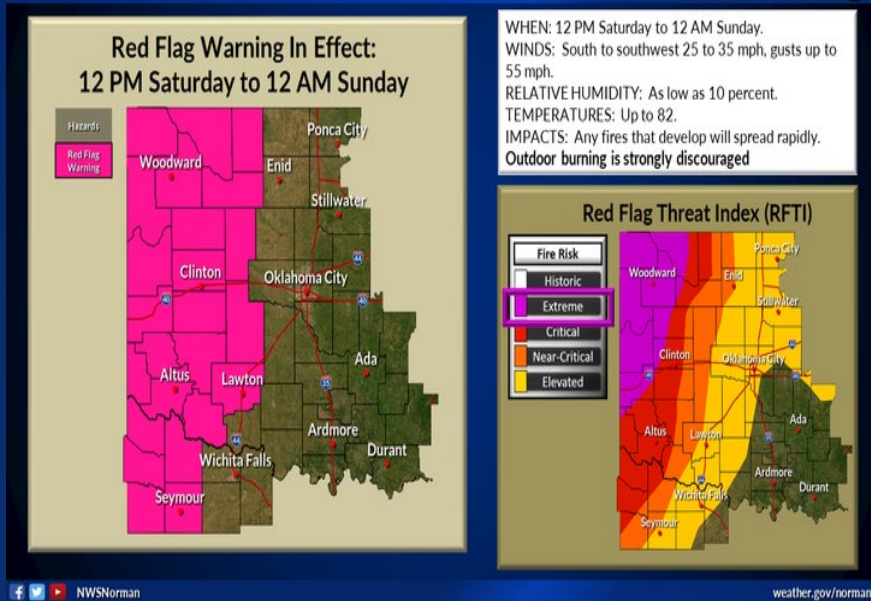 Red Flag Warning In Effect:
12 PM Saturday to 12 AM Sunday
Hazards
Red Flag
Warning
Ponca City
Woodward
Enid
Stillwater
44
Clinton
Oklahoma City
40
40
Ada
Altus
Lawton
35
44
Ardmore
Wichita Falls
Durant
Seymour
WHEN: 12 PM Saturday to 12 AM Sunday.
WINDS: South to southwest 25 to 35 mph, gusts up to
55 mph.
RELATIVE HUMIDITY: As low as 10 percent.
TEMPERATURES: Up to 82.
IMPACTS: Any fires that develop will spread rapidly.
Outdoor burning is strongly discouraged
Red Flag Threat Index (RFTI)
Fire Risk
Historic
Extreme
Critical
Near-Critical
Elevated
Ponca City
Woodward
Enid
Stillwater
Clinton
Oklahoma City
Ada
Altus
Lawton
Ardmore
Wichita Falls
Durant
Seymour
NWSNorman
weather.gov/norman